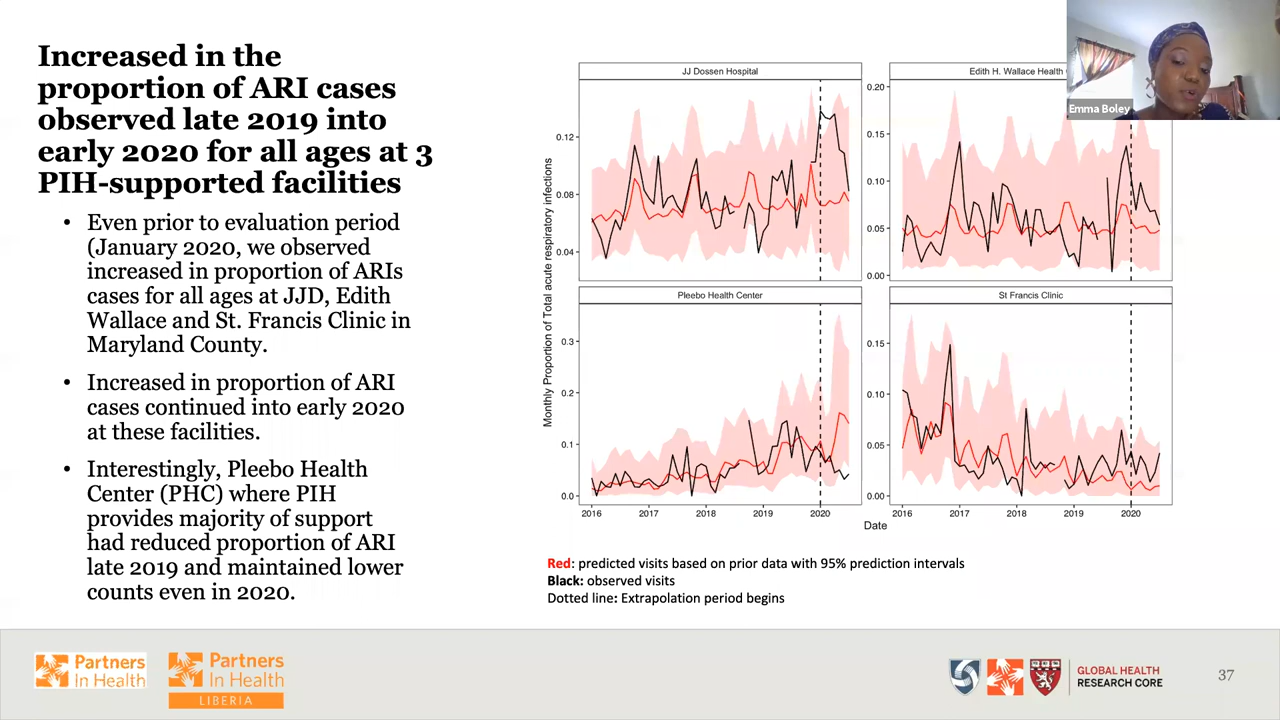 Increased in the
proportion of ARI cases
observed late 2019 into
early 2020 for all ages at 3
PIH-supported facilities
• Even prior to evaluation period
(January 2020, we observed
increased in proportion of ARIs
cases for all ages at JJD, Edith
Wallace and St. Francis Clinic in
Maryland County.
• Increased in proportion of ARI
cases continued into early 2020
at these facilities.
• Interestingly, Pleebo Health
Center (PHC) where PIH
provides majority of support
had reduced proportion of ARI
late 2019 and maintained lower
counts even in 2020.
Monthly Proportion of Total acute respiratory infections
JJ Dossen Hospital
0.12
0.08
0.04
Edith H. Wallace Health
0.20
0.15
0.10
0.05
0.00
Emma Boley
Pleebo Health Center
0.3
0.2
0.1
0.0
2016 2017 2018 2019 2020
St Francis Clinic
0.15
0.10
0.05
0.00
2016 2017 2018 2019 2020
Date
Red: predicted visits based on prior data with 95% prediction intervals
Black: observed visits
Dotted line: Extrapolation period begins
Partners
In Health
Partners
In Health
LIBERIA
GLOBAL HEALTH
RESEARCH CORE
37